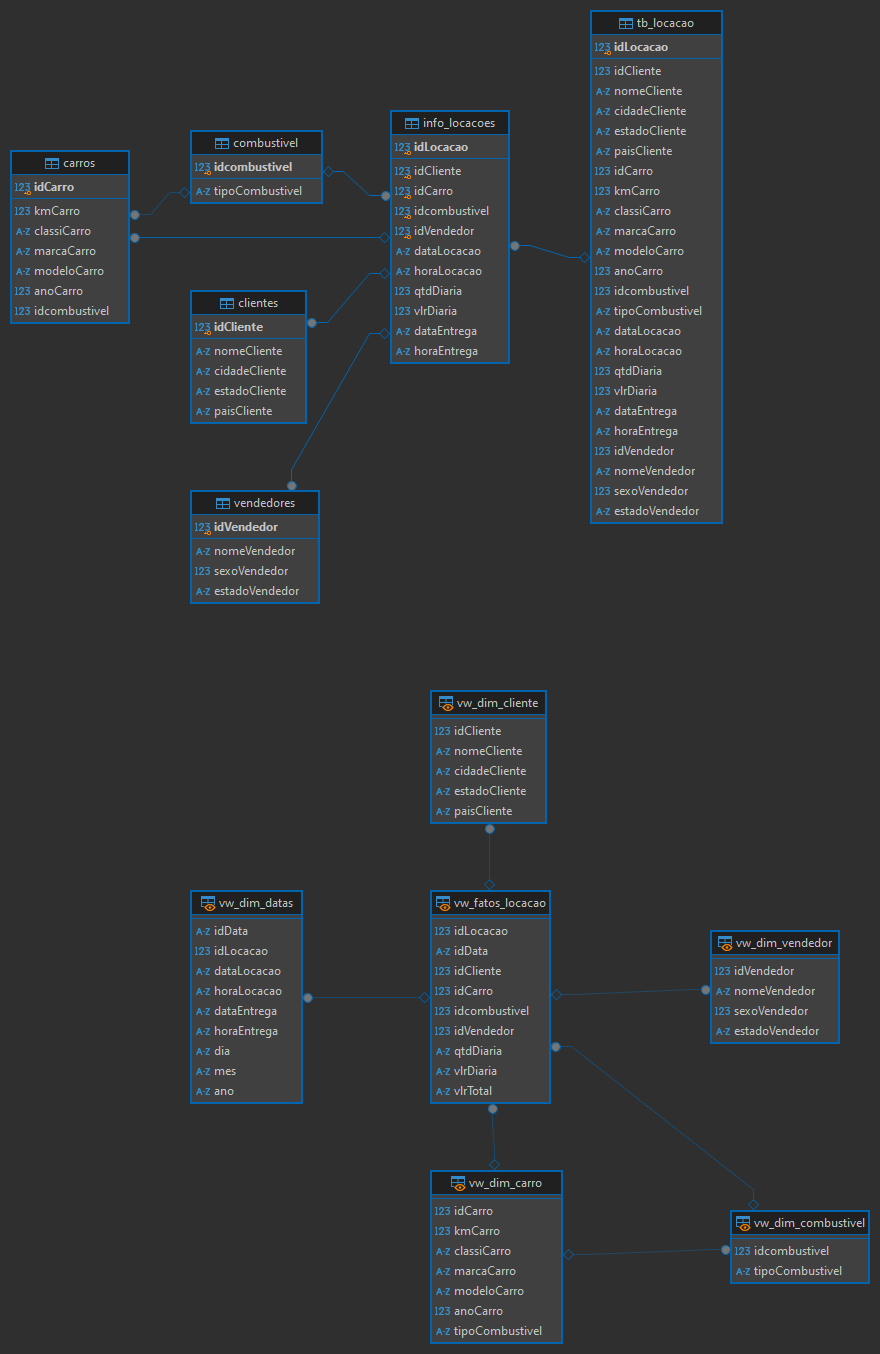 tb_locacao
123 idLocacao
123 idCliente
A-Z nomeCliente
A-Z cidadeCliente
A-Z estadoCliente
A-Z paisCliente
123 idCarro
123 kmCarro
A-Z classiCarro
A-Z marcaCarro
A-Z modeloCarro
123 anoCarro
123 idcombustivel
A-Z tipoCombustivel
A-Z dataLocacao
A-Z horaLocacao
123 qtdDiaria
123 vlrDiaria
A-Z dataEntrega
A-Z horaEntrega
123 idVendedor
A-Z nomeVendedor
123 sexoVendedor
A-Z estadoVendedor
info_locacoes
123 idLocacao
123 idCliente
123 idCarro
123 idcombustivel
123 idVendedor
A-Z dataLocacao
A-Z horaLocacao
123 qtdDiaria
123 vlrDiaria
A-Z dataEntrega
A-Z horaEntrega
combustivel
123 idcombustivel
A-Z tipoCombustivel
carros
123 idCarro
123 kmCarro
A-Z classiCarro
A-Z marcaCarro
A-Z modeloCarro
123 anoCarro
123 idcombustivel
clientes
123 idCliente
A-Z nomeCliente
A-Z cidadeCliente
A-Z estadoCliente
A-Z paisCliente
vendedores
123 idVendedor
A-Z nomeVendedor
123 sexoVendedor
A-Z estadoVendedor
vw_dim_cliente
123 idCliente
A-Z nomeCliente
A-Z cidadeCliente
A-Z estadoCliente
A-Z paisCliente
vw_dim_datas
A-Z idData
123 idLocacao
A-Z dataLocacao
A-Z horaLocacao
A-Z dataEntrega
A-Z horaEntrega
A-Z dia
A-Z mes
A-Z ano
vw_fatos_locacao
123 idLocacao
A-Z idData
123 idCliente
123 idCarro
123 idcombustivel
123 idVendedor
A-Z qtdDiaria
A-Z vlrDiaria
A-Z vlrTotal
vw_dim_vendedor
123 idVendedor
A-Z nomeVendedor
123 sexoVendedor
A-Z estadoVendedor
vw_dim_carro
123 idCarro
123 kmCarro
A-Z classiCarro
A-Z marcaCarro
A-Z modeloCarro
123 anoCarro
A-Z tipoCombustivel
vw_dim_combustivel
123 idcombustivel
A-Z tipoCombustivel